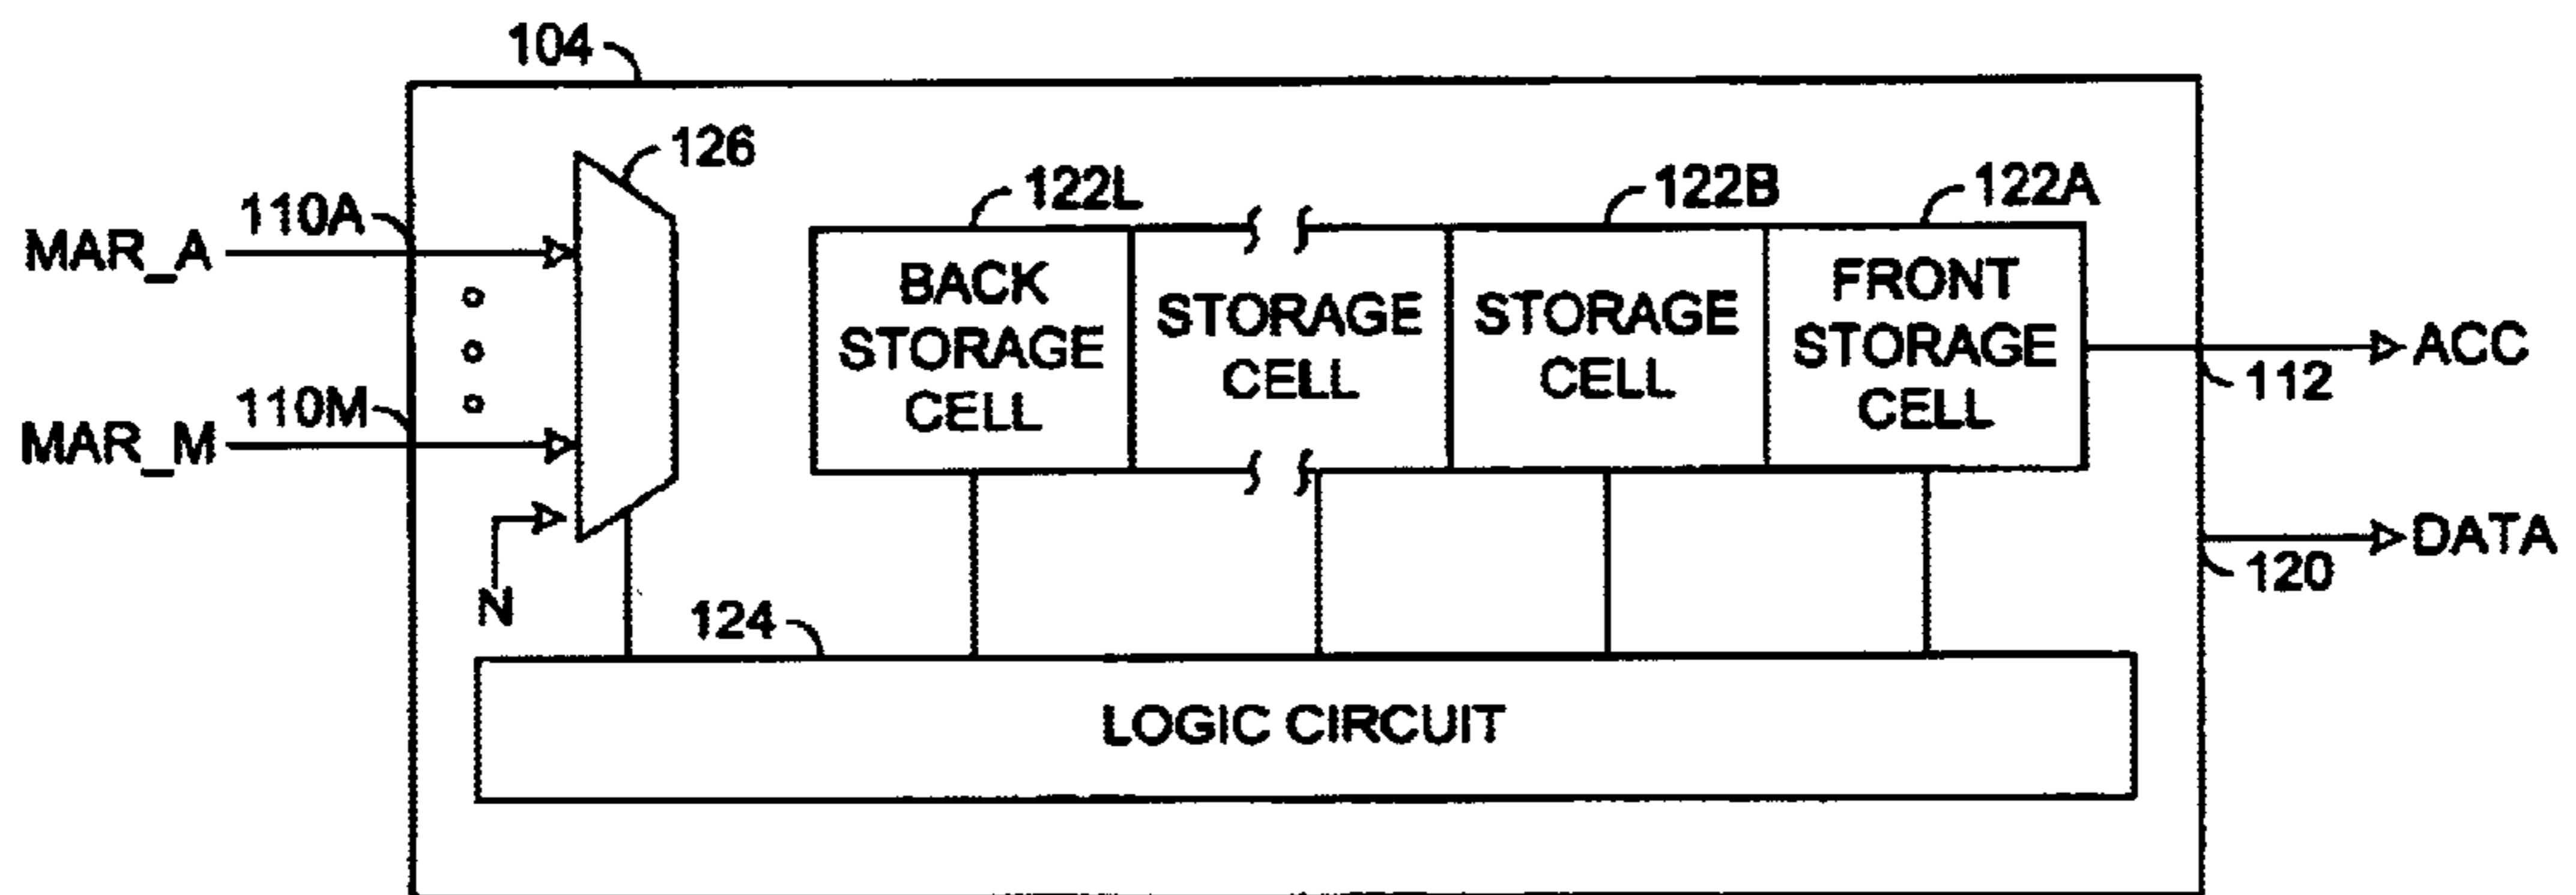 104
126
122L
122B
122A
110A
MAR_A
BACK
STORAGE
CELL
STORAGE
CELL
STORAGE
CELL
FRONT
STORAGE
CELL
ACC
112
110M
MAR_M
DATA
120
N
124
LOGIC CIRCUIT